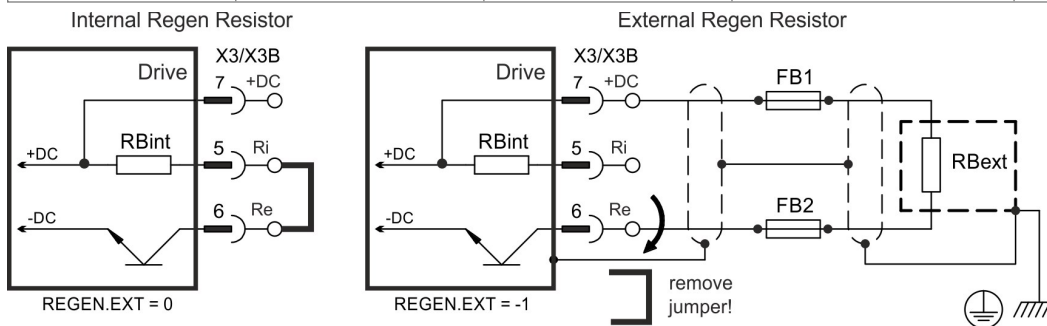 Internal Regen Resistor
Drive
X3/X3B
7 +DC
+DC
RBint
5 Ri
-DC
6 Re
REGEN.EXT = 0
External Regen Resistor
Drive
X3/X3B
7 +DC
FB1
+DC
RBint
5 Ri
RBext
-DC
6 Re
FB2
REGEN.EXT = -1
remove
jumper!